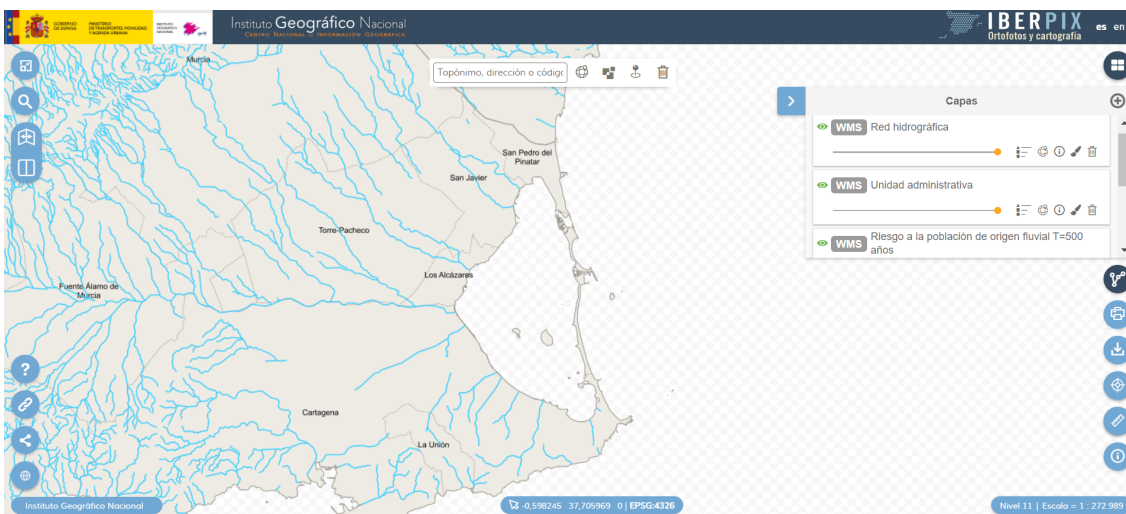 GOBIERNO
DE ESPAÑA
MINISTERIO
DE TRANSPORTES, MOVILIDAD
Y AGENDA URBANA
INSTITUTO
GEOGRÁFICO
NACIONAL
Instituto Geográfico Nacional
Centro Nacional de Información Geográfica
IBERPIX
Ortofotos y cartografía
es en
Topónimo, dirección o código
Murcia
San Pedro del
Pinatar
San Javier
Torre-Pacheco
Los Alcázares
Fuente Álamo de
Murcia
Cartagena
La Unión
Capas
WMS Red hidrográfica
WMS Unidad administrativa
WMS Riesgo a la población de origen fluvial T=500
años
?
Instituto Geográfico Nacional
-0,598245 37,705969 0 | EPSG:4326
Nivel 11 | Escala = 1 : 272.989